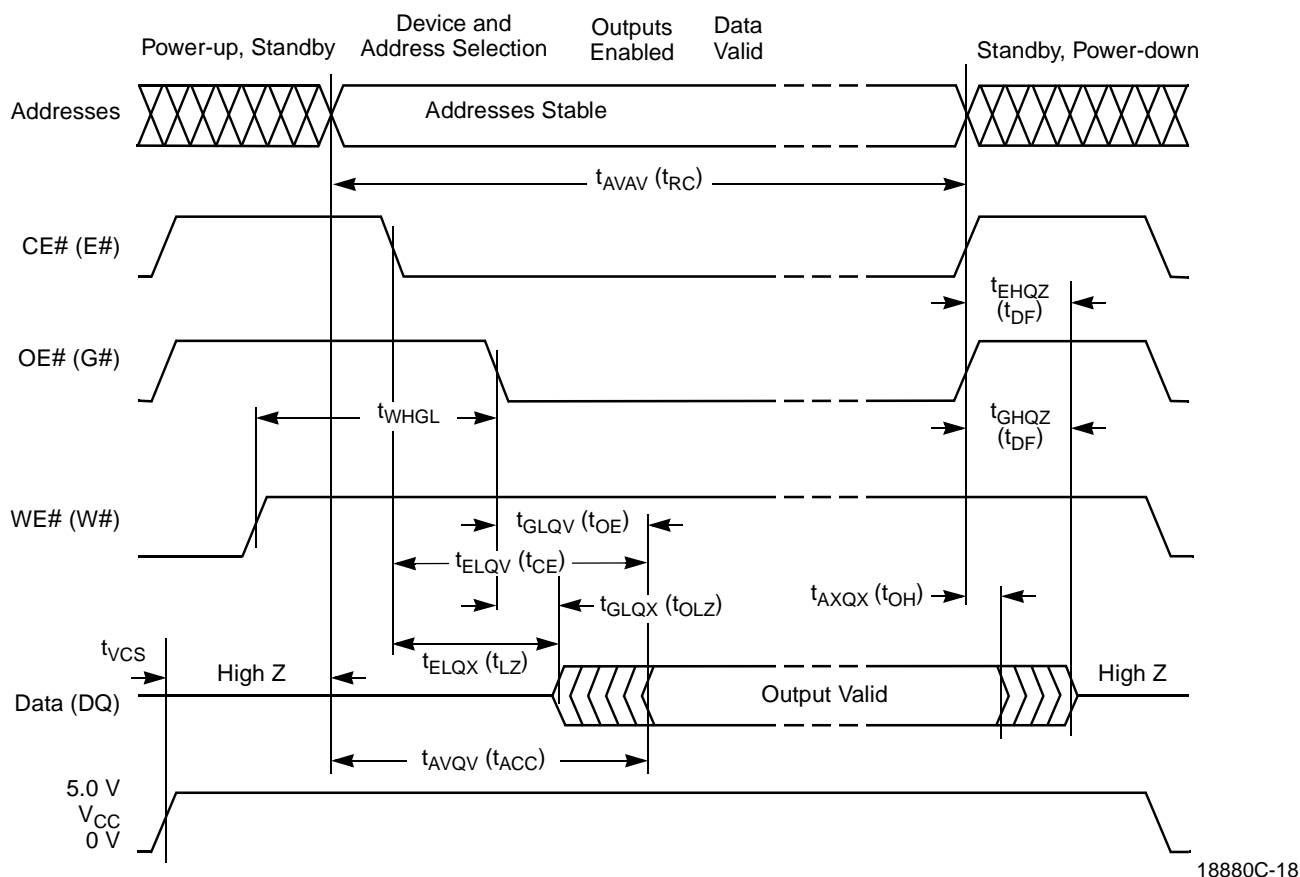 Power-up, Standby
Device and
Address Selection
Outputs
Enabled
Data
Valid
Standby, Power-down
Addresses
Addresses Stable
tAVAV (tRC)
CE# (E#)
tEHQZ
(tDF)
OE# (G#)
tWHGL
tGHQZ
(tDF)
WE# (W#)
tGLQV (tOE)
tELQV (tCE)
tGLQX (tOLZ)
tAXQX (tOH)
tVCS
High Z
tELQX (tLZ)
High Z
Data (DQ)
Output Valid
tAVQV (tACC)
5.0 V
VCC
0 V
18880C-18